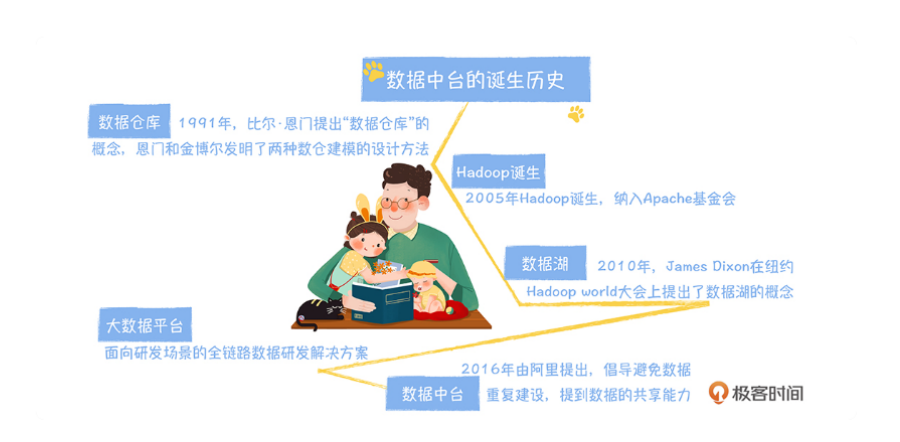 数据中台的诞生历史
数据仓库 1991年，比尔·恩门提出“数据仓库”的
概念，恩门和金博尔发明了两种数仓建模的设计方法
Hadoop诞生
2005年Hadoop诞生，纳入Apache基金会
数据湖 2010年，James Dixon在纽约
Hadoop world大会上提出了数据湖的概念
大数据平台
面向研发场景的全链路数据研发解决方案
2016年由阿里提出，倡导避免数据
数据中台 重复建设，提到数据的共享能力
极客时间